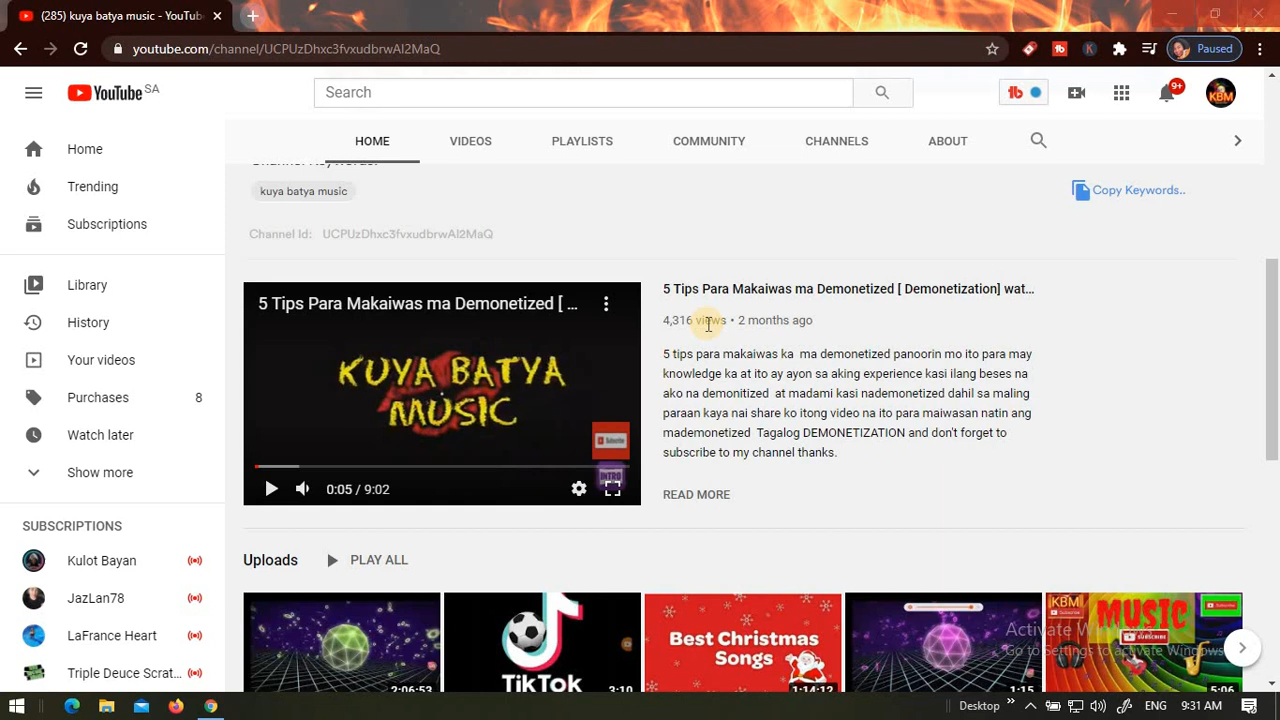 (285) kuya batya music - YouTub
youtube.com/channel/UCPUzDhxc3fvxudbrwAl2MaQ
Paused
YouTube SA
Search
9+
KBM
HOME
VIDEOS
PLAYLISTS
COMMUNITY
CHANNELS
ABOUT
Home
Trending
Subscriptions
Library
History
Your videos
Purchases 8
Watch later
Show more
SUBSCRIPTIONS
Kulot Bayan
JazLan78
LaFrance Heart
Triple Deuce Scrat...
kuya batya music
Copy Keywords..
Channel Id: UCPUzDhxc3fvxudbrwAl2MaQ
5 Tips Para Makaiwas ma Demonetized [ ...
KUYA BATYA
MUSIC
Subscribe
INTRO
0:05 / 9:02
5 Tips Para Makaiwas ma Demonetized [ Demonetization] wat...
4,316 views • 2 months ago
5 tips para makaiwas ka ma demonetized panoorin mo ito para may
knowledge ka at ito ay ayon sa aking experience kasi ilang beses na
ako na demonitized at madami kasi nademonetized dahil sa maling
paraan kaya nai share ko itong video na ito para maiwasan natin ang
mademonetized Tagalog DEMONETIZATION and don't forget to
subscribe to my channel thanks.
READ MORE
Uploads
PLAY ALL
2:06:53
TikTok
3:10
Best Christmas
Songs
1:14:12
1:15
KBM
MUSIC
SUBSCRIBE
5:06
Activate Windows
Go to Settings to activate Windows.
Desktop
ENG
9:31 AM